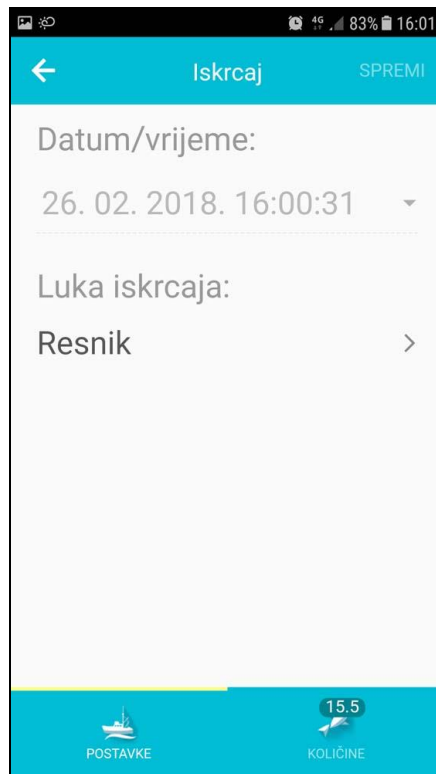 4G 83% 16:01
Iskrcaj SPREMI
Datum/vrijeme:
26. 02. 2018. 16:00:31
Luka iskrcaja:
Resnik
15.5
POSTAVKE KOLIČINE